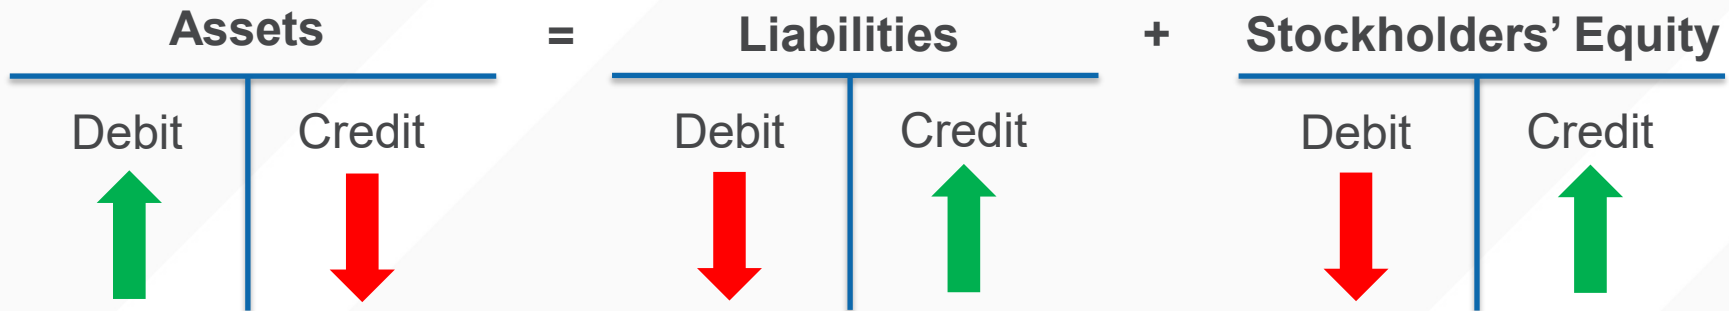 Assets = Liabilities + Stockholders’ Equity
Debit Credit Debit Credit Debit Credit